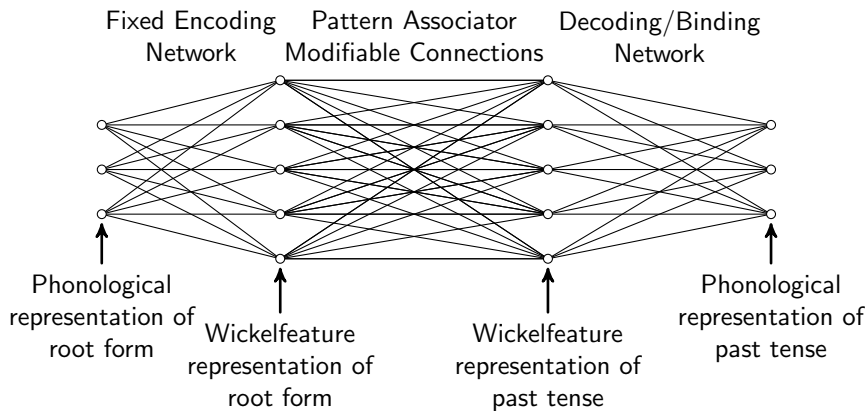 Fixed Encoding
Network
Pattern Associator
Modifiable Connections
Decoding/Binding
Network
Phonological
representation of
root form
Wickelfeature
representation of
root form
Wickelfeature
representation of
past tense
Phonological
representation of
past tense